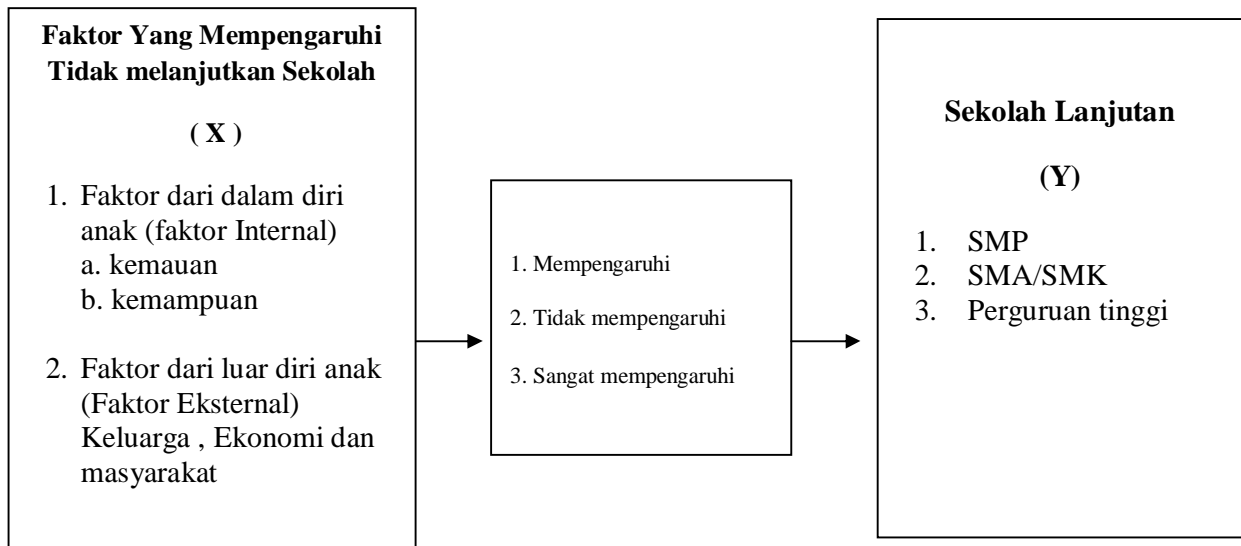 Faktor Yang Mempengaruhi
Tidak melanjutkan Sekolah
( X )
1. Faktor dari dalam diri
anak (faktor Internal)
a. kemauan
b. kemampuan
2. Faktor dari luar diri anak
(Faktor Eksternal)
Keluarga , Ekonomi dan
masyarakat
1. Mempengaruhi
2. Tidak mempengaruhi
3. Sangat mempengaruhi
Sekolah Lanjutan
(Y)
1. SMP
2. SMA/SMK
3. Perguruan tinggi